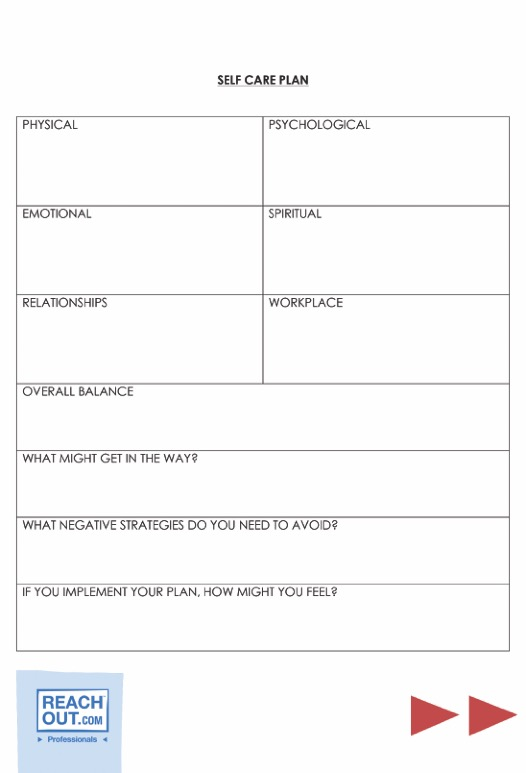 SELF CARE PLAN
PHYSICAL
PSYCHOLOGICAL
EMOTIONAL
SPIRITUAL
RELATIONSHIPS
WORKPLACE
OVERALL BALANCE
WHAT MIGHT GET IN THE WAY?
WHAT NEGATIVE STRATEGIES DO YOU NEED TO AVOID?
IF YOU IMPLEMENT YOUR PLAN, HOW MIGHT YOU FEEL?
REACH
OUT.COM
Professionals